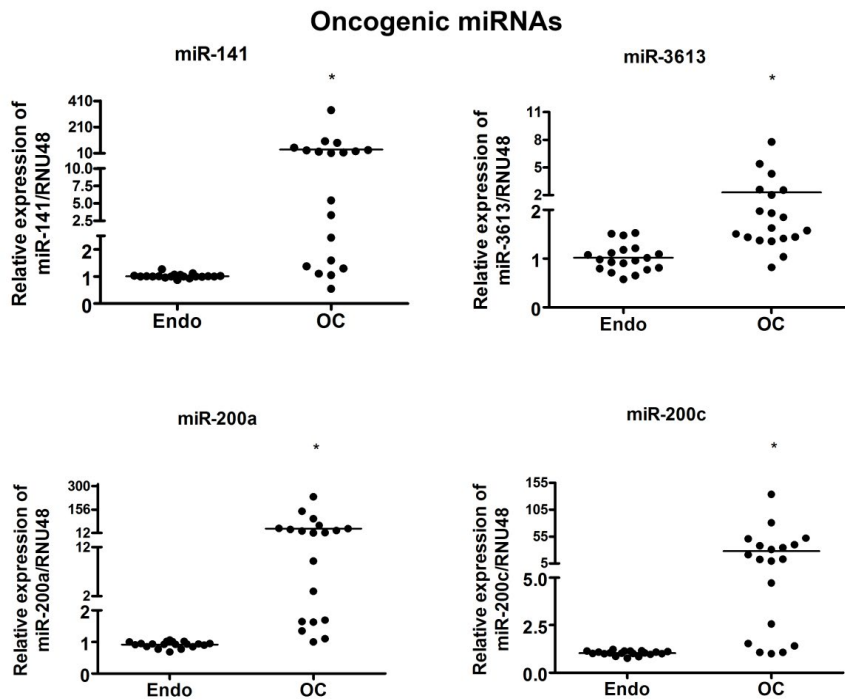 Oncogenic miRNAs
miR-141
*
Relative expression of
miR-141/RNU48
410
210
10
10.0
7.5
5.0
2.5
2
1
0
Endo
OC
miR-3613
*
Relative expression of
miR-3613/RNU48
11
8
5
2
2
1
0
Endo
OC
miR-200a
*
Relative expression of
miR-200a/RNU48
300
156
12
12
2
2
1
0
Endo
OC
miR-200c
*
Relative expression of
miR-200c/RNU48
155
105
55
5
5.0
2.5
0.0
Endo
OC